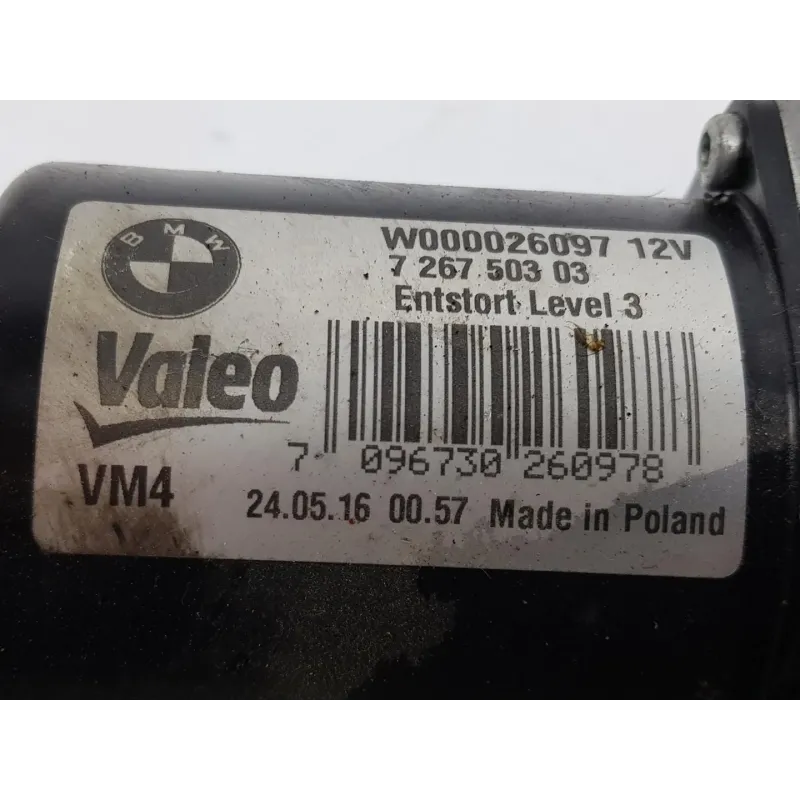 BMW
W000026097 12V
7 267 503 03
Entstort Level 3
Valeo
7 096730 260978
VM4
24.05.16 00.57 Made in Poland